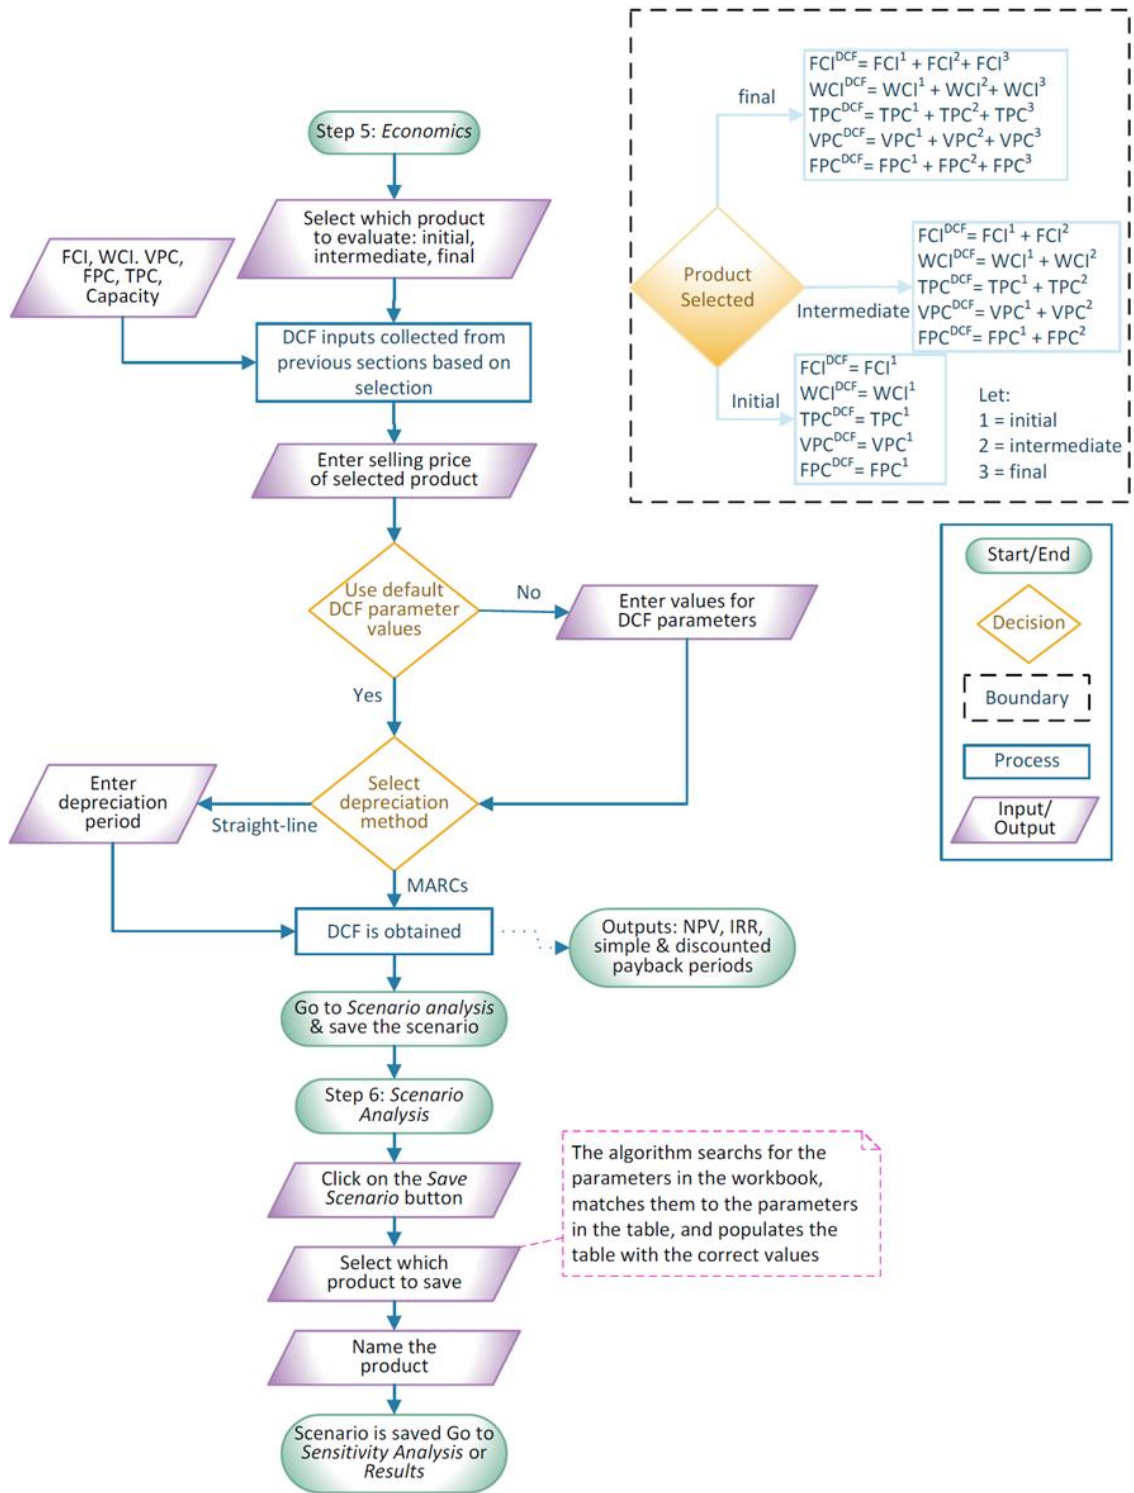 Step 5: Economics
Select which product
to evaluate: initial,
intermediate, final
FCI, WCI. VPC,
FPC, TPC,
Capacity
DCF inputs collected from
previous sections based on
selection
Enter selling price
of selected product
Use default
DCF parameter
values
No
Enter values for
DCF parameters
Yes
Select
depreciation
method
Straight-line
Enter
depreciation
period
MARCs
DCF is obtained
Outputs: NPV, IRR,
simple & discounted
payback periods
Go to Scenario analysis
& save the scenario
Step 6: Scenario
Analysis
Click on the Save
Scenario button
Select which
product to save
The algorithm searchs for the
parameters in the workbook,
matches them to the parameters
in the table, and populates the
table with the correct values
Name the
product
Scenario is saved Go to
Sensitivity Analysis or
Results
Product
Selected
final
FCI^DCF= FCI^1 + FCI^2+ FCI^3
WCI^DCF= WCI^1 + WCI^2+ WCI^3
TPC^DCF= TPC^1 + TPC^2+ TPC^3
VPC^DCF= VPC^1 + VPC^2+ VPC^3
FPC^DCF= FPC^1 + FPC^2+ FPC^3
Intermediate
FCI^DCF= FCI^1 + FCI^2
WCI^DCF= WCI^1 + WCI^2
TPC^DCF= TPC^1 + TPC^2
VPC^DCF= VPC^1 + VPC^2
FPC^DCF= FPC^1 + FPC^2
Initial
FCI^DCF= FCI^1
WCI^DCF= WCI^1
TPC^DCF= TPC^1
VPC^DCF= VPC^1
FPC^DCF= FPC^1
Let:
1 = initial
2 = intermediate
3 = final
Start/End
Decision
Boundary
Process
Input/
Output